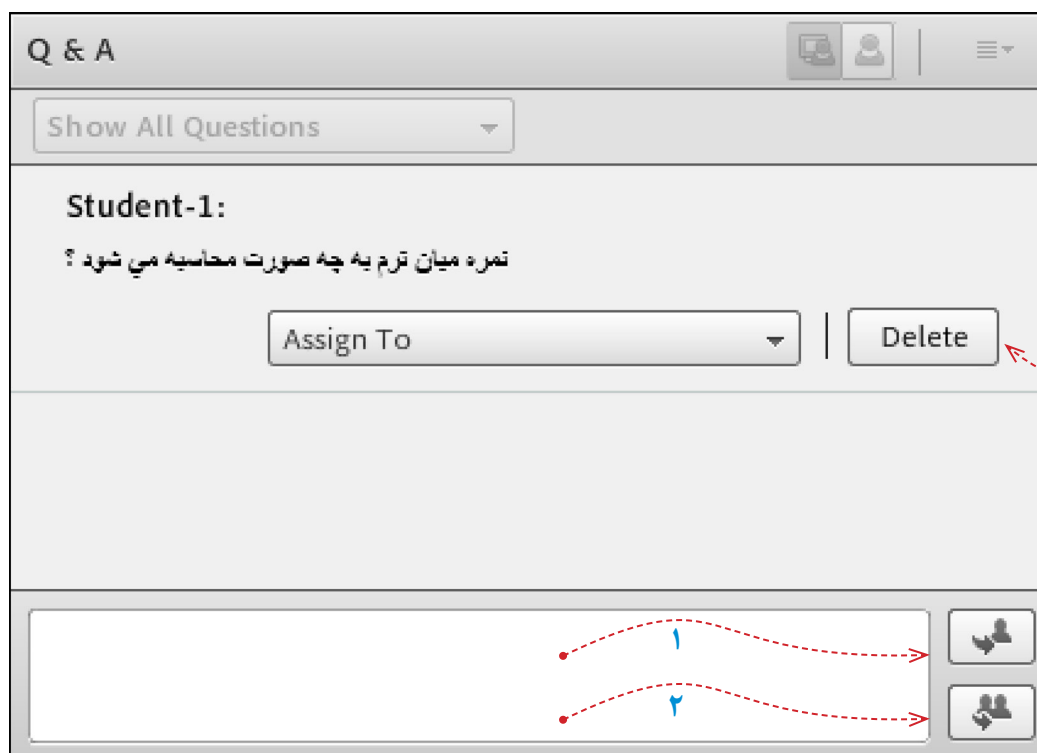 Q & A
Show All Questions
Student-1:
نمره میان ترم به چه صورت محاسبه مي شود ؟
Assign To
Delete
۱
۲